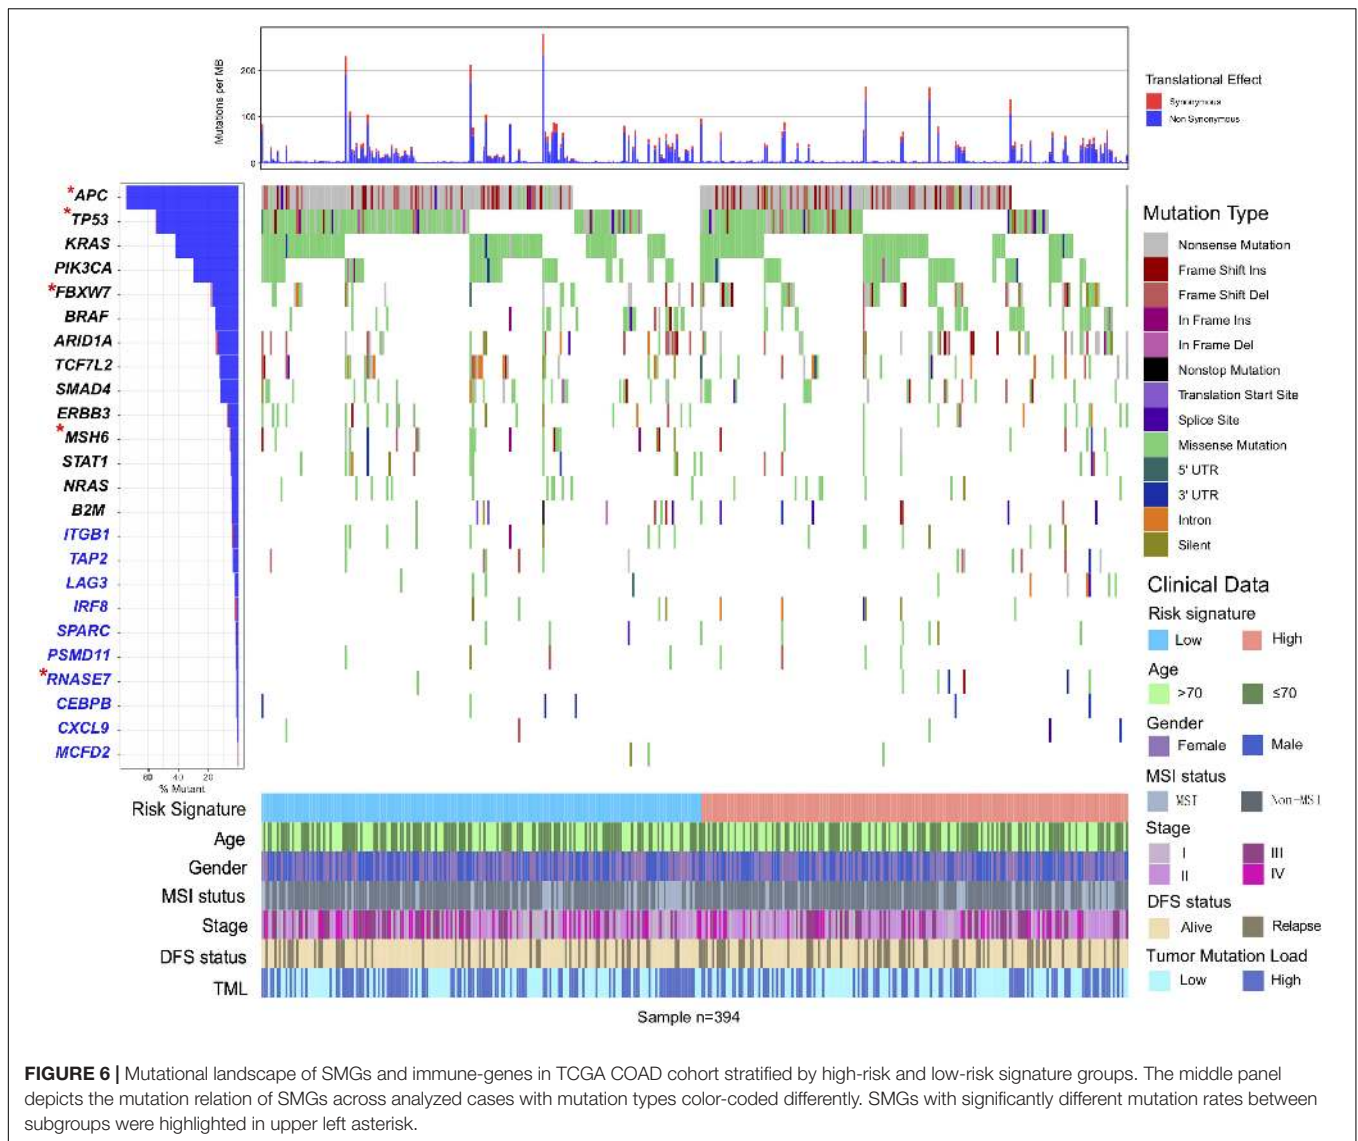 Mutations per MB
200
100
0
Translational Effect
Synonymous
Non Synonymous
*APC
*TP53
KRAS
PIK3CA
*FBXW7
BRAF
ARID1A
TCF7L2
SMAD4
ERBB3
*MSH6
STAT1
NRAS
B2M
ITGB1
TAP2
LAG3
IRF8
SPARC
PSMD11
*RNASE7
CEBPB
CXCL9
MCFD2
60 40 20
% Mutant
Mutation Type
Nonsense Mutation
Frame Shift Ins
Frame Shift Del
In Frame Ins
In Frame Del
Nonstop Mutation
Translation Start Site
Splice Site
Missense Mutation
5' UTR
3' UTR
Intron
Silent
Clinical Data
Risk signature
Low High
Age
>70 ≤70
Gender
Female Male
MSI status
MSI Non-MSI
Stage
I III
II IV
DFS status
Alive Relapse
Tumor Mutation Load
Low High
Risk Signature
Age
Gender
MSI stutus
Stage
DFS status
TML
Sample n=394
FIGURE 6 | Mutational landscape of SMGs and immune-genes in TCGA COAD cohort stratified by high-risk and low-risk signature groups. The middle panel
depicts the mutation relation of SMGs across analyzed cases with mutation types color-coded differently. SMGs with significantly different mutation rates between
subgroups were highlighted in upper left asterisk.